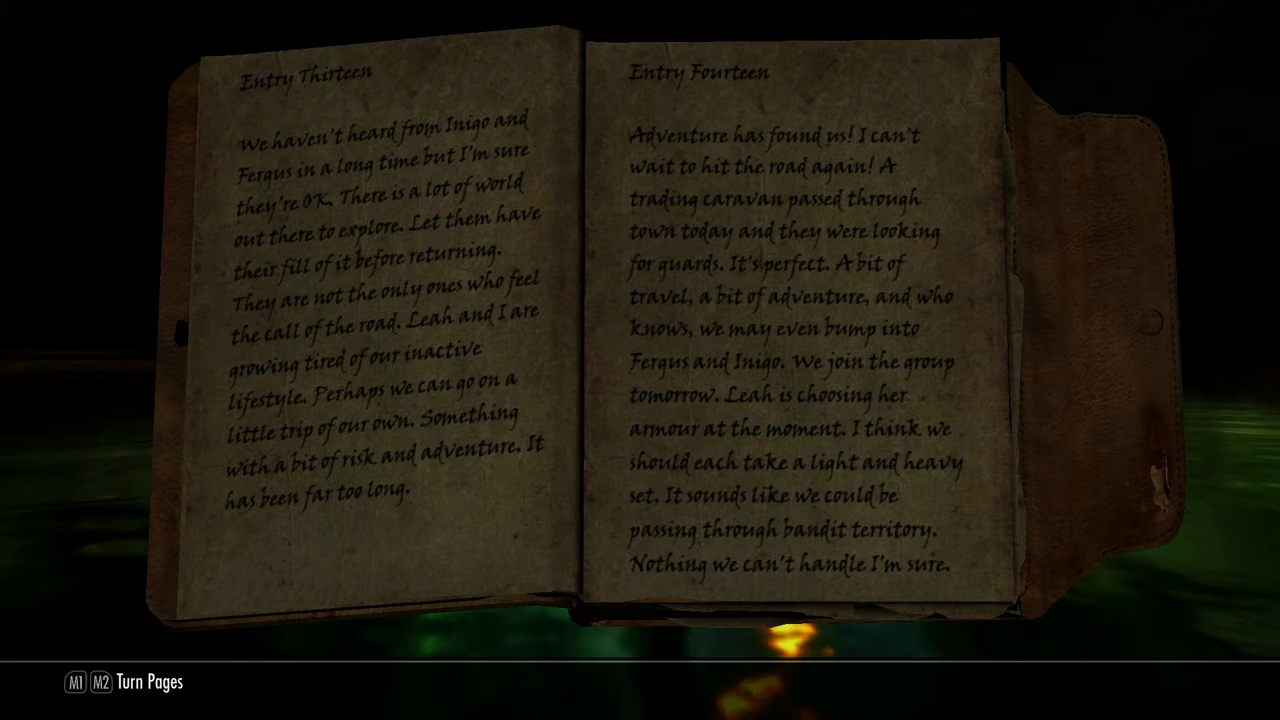 Entry Thirteen
We haven't heard from Inigo and
Fergus in a long time but I'm sure
they're OK. There is a lot of world
out there to explore. Let them have
their fill of it before returning.
They are not the only ones who feel
the call of the road. Leah and I are
growing tired of our inactive
lifestyle. Perhaps we can go on a
little trip of our own. Something
with a bit of risk and adventure. It
has been far too long.
Entry Fourteen
Adventure has found us! I can't
wait to hit the road again! A
trading caravan passed through
town today and they were looking
for guards. It's perfect. A bit of
travel, a bit of adventure, and who
knows, we may even bump into
Fergus and Inigo. We join the group
tomorrow. Leah is choosing her
armour at the moment. I think we
should each take a light and heavy
set. It sounds like we could be
passing through bandit territory.
Nothing we can't handle I'm sure.
M1 M2 Turn Pages